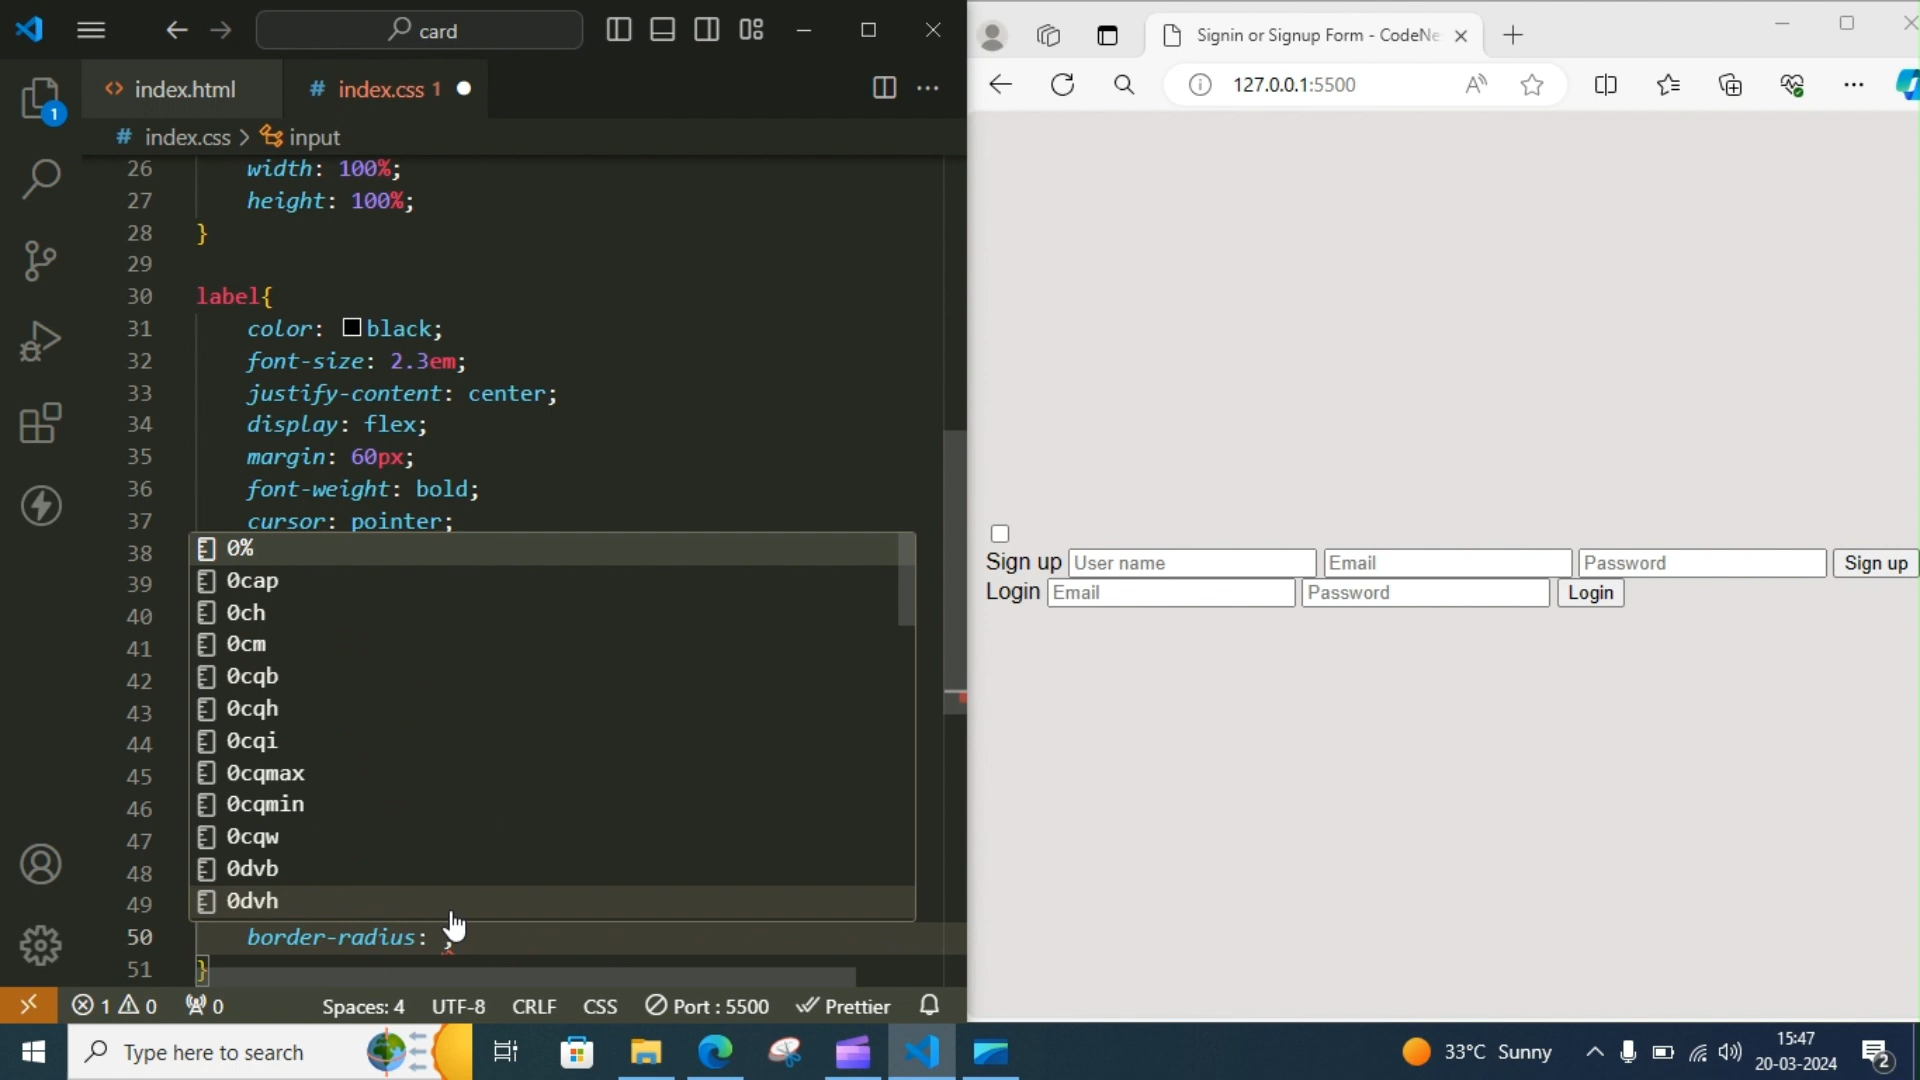 card
Signin or Signup Form - CodeNe
index.html
# index.css 1
127.0.0.1:5500
# index.css > input
26 width: 100%;
27 height: 100%;
28 }
29
30 label{
31 color: black;
32 font-size: 2.3em;
33 justify-content: center;
34 display: flex;
35 margin: 60px;
36 font-weight: bold;
37 cursor: pointer;
38
39
40
41
42
43
44
45
46
47
48
49
0%
0cap
0ch
0cm
0cqb
0cqh
0cqi
0cqmax
0cqmin
0cqw
0dvb
0dvh
50 border-radius: ;
51 }
1
Sign up User name Email Password Sign up
Login Email Password Login
1 0 0 Spaces: 4 UTF-8 CRLF CSS Port : 5500 Prettier
Type here to search
33°C Sunny
15:47
20-03-2024
2